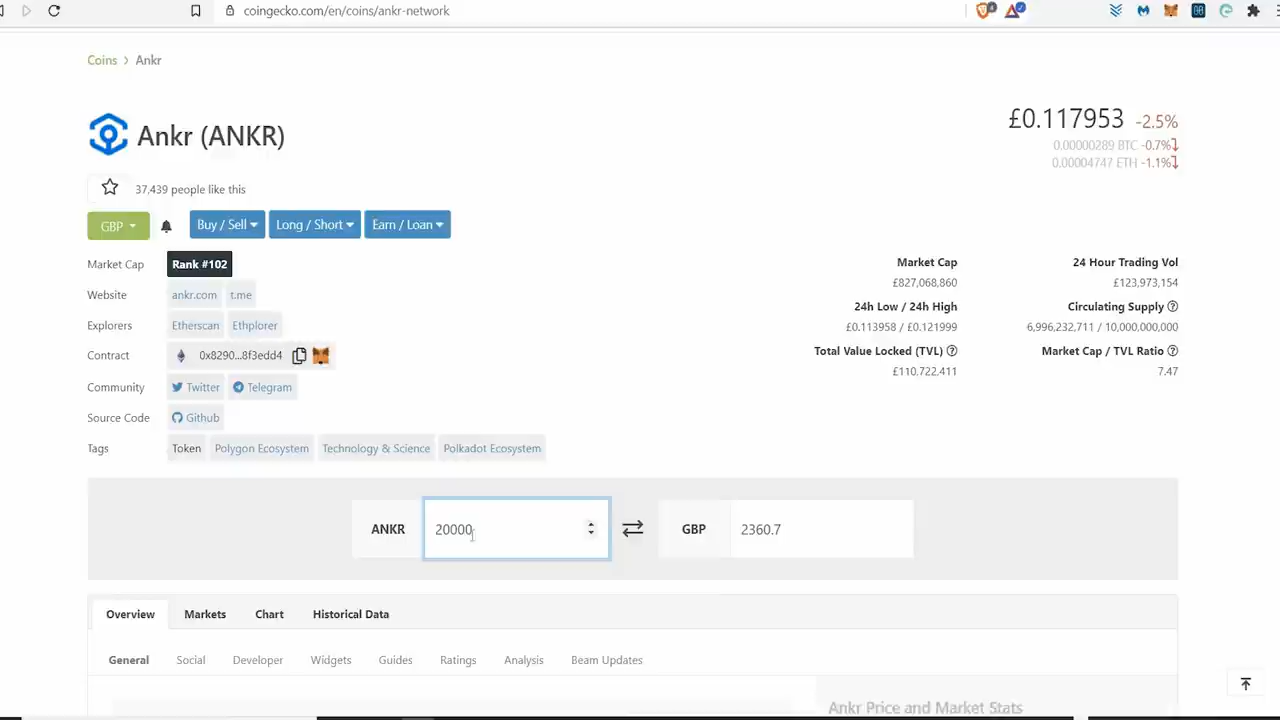 coingecko.com/en/coins/ankr-network
Coins > Ankr
Ankr (ANKR)
£0.117953 -2.5%
0.00000289 BTC -0.7%
0.00004747 ETH -1.1%
37,439 people like this
GBP Buy / Sell Long / Short Earn / Loan
Market Cap Rank #102
Website ankr.com t.me
Explorers Etherscan Ethplorer
Contract 0x8290...8f3edd4
Community Twitter Telegram
Source Code Github
Tags Token Polygon Ecosystem Technology & Science Polkadot Ecosystem
Market Cap 24 Hour Trading Vol
£827,068,860 £123,973,154
24h Low / 24h High Circulating Supply
£0.113958 / £0.121999 6,996,232,711 / 10,000,000,000
Total Value Locked (TVL) Market Cap / TVL Ratio
£110,722,411 7.47
ANKR 20000 GBP 2360.7
Overview Markets Chart Historical Data
General Social Developer Widgets Guides Ratings Analysis Beam Updates
Ankr Price and Market Stats